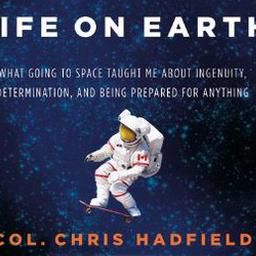 IFE ON EARTH
WHAT GOING TO SPACE TAUGHT ME ABOUT INGENUITY,
DETERMINATION, AND BEING PREPARED FOR ANYTHING
COL. CHRIS HADFIELD